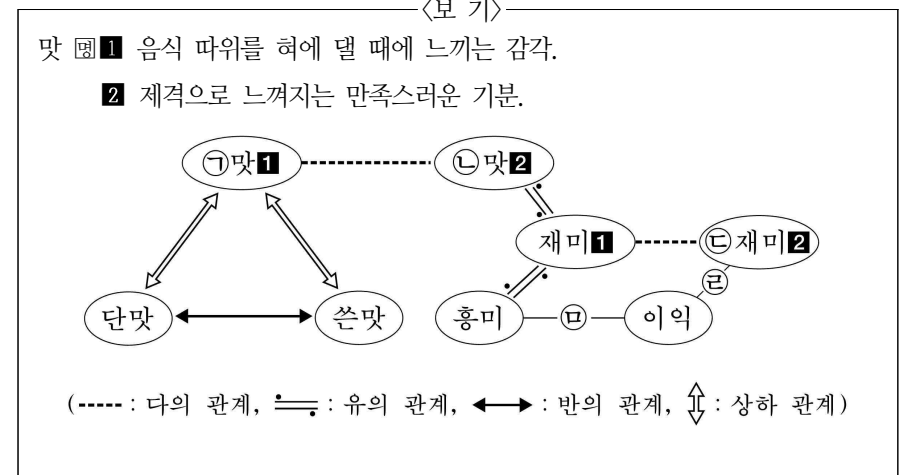 〈보 기〉
맛 명 1 음식 따위를 혀에 댈 때에 느끼는 감각.
2 제격으로 느껴지는 만족스러운 기분.
㉠맛1 ㉡맛2
재미1 ㉢재미2
㉣
단맛 쓴맛 흥미 ㉤ 이익
(-----: 다의 관계, : 유의 관계, ◀─▶: 반의 관계, ⇕: 상하 관계)